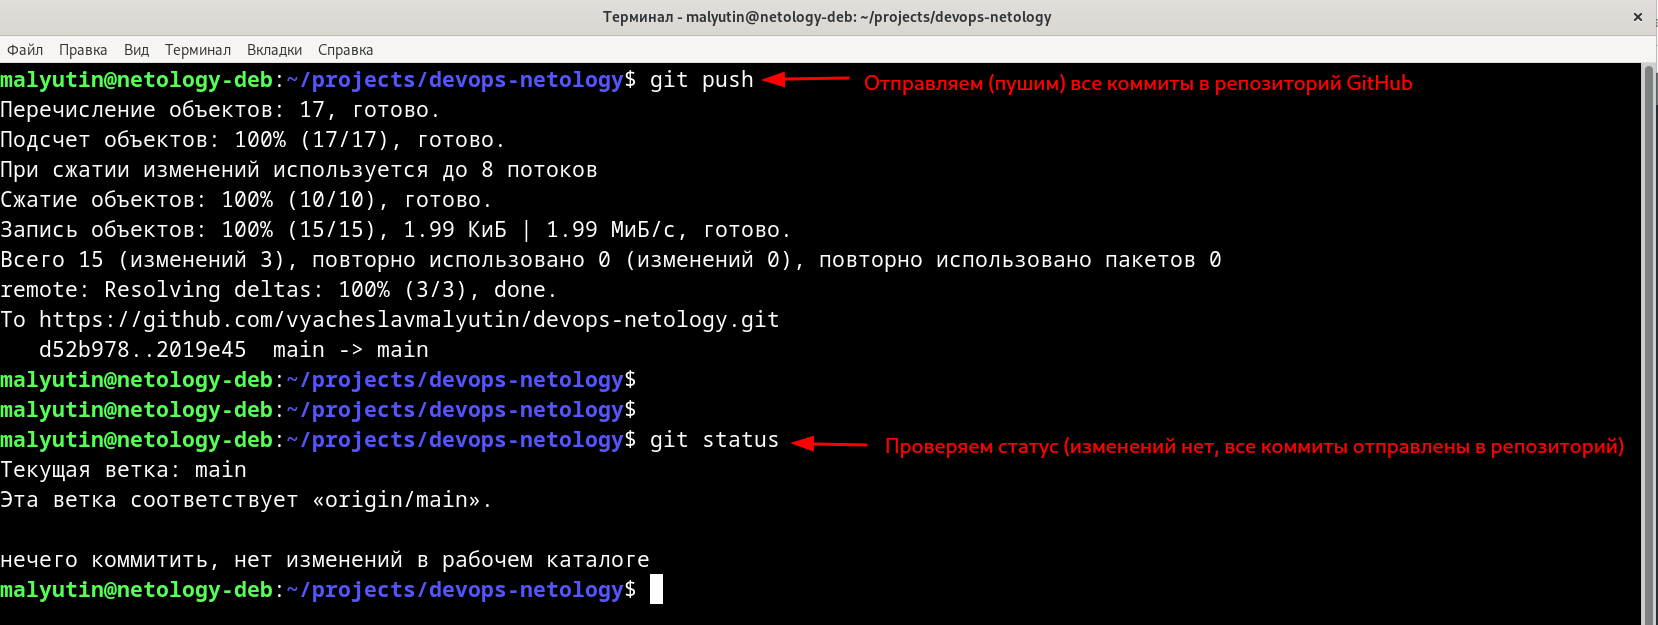 Терминал - malyutin@netology-deb: ~/projects/devops-netology
Файл Правка Вид Терминал Вкладки Справка
malyutin@netology-deb:~/projects/devops-netology$ git push
Отправляем (пушим) все коммиты в репозиторий GitHub
Перечисление объектов: 17, готово.
Подсчет объектов: 100% (17/17), готово.
При сжатии изменений используется до 8 потоков
Сжатие объектов: 100% (10/10), готово.
Запись объектов: 100% (15/15), 1.99 КиБ | 1.99 МиБ/с, готово.
Всего 15 (изменений 3), повторно использовано 0 (изменений 0), повторно использовано пакетов 0
remote: Resolving deltas: 100% (3/3), done.
To https://github.com/vyacheslavmalyutin/devops-netology.git
   d52b978..2019e45  main -> main
malyutin@netology-deb:~/projects/devops-netology$
malyutin@netology-deb:~/projects/devops-netology$
malyutin@netology-deb:~/projects/devops-netology$ git status
Проверяем статус (изменений нет, все коммиты отправлены в репозиторий)
Текущая ветка: main
Эта ветка соответствует «origin/main».
нечего коммитить, нет изменений в рабочем каталоге
malyutin@netology-deb:~/projects/devops-netology$